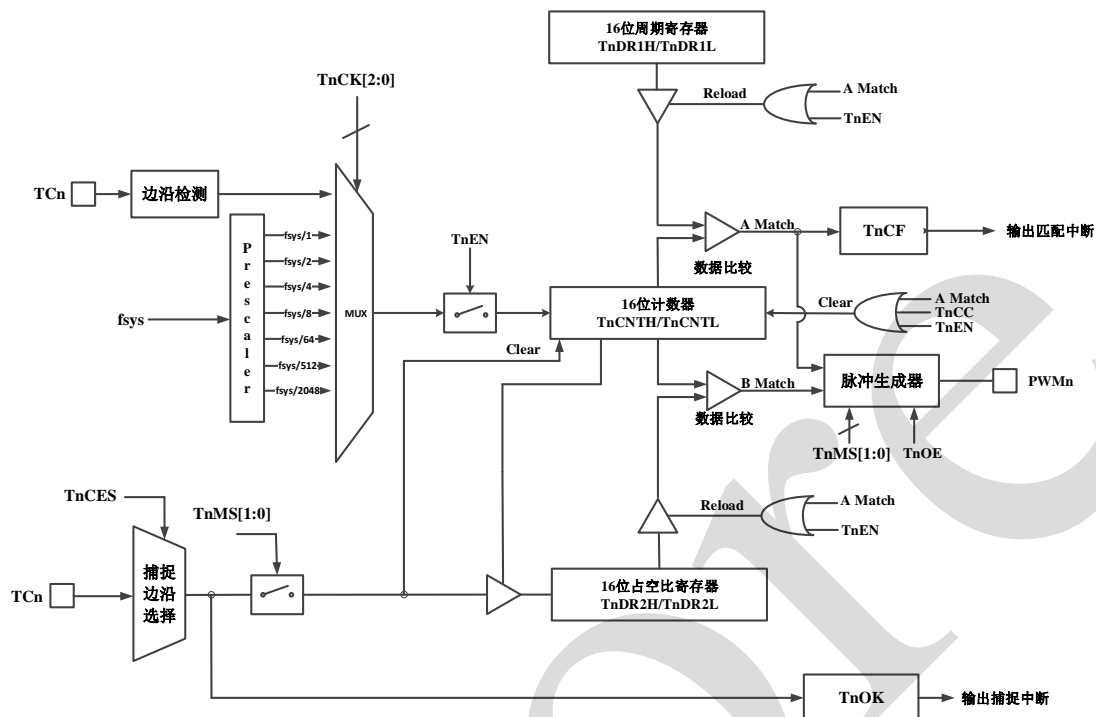 16位周期寄存器
TnDR1H/TnDR1L
TnCK[2:0]
Reload
A Match
TnEN
TCn
边沿检测
Prescaler
fsys/1
fsys/2
fsys/4
fsys/8
fsys/64
fsys/512
fsys/2048
fsys
MUX
TnEN
A Match
数据比较
TnCF
输出匹配中断
16位计数器
TnCNTH/TnCNTL
Clear
A Match
TnCC
TnEN
Clear
B Match
数据比较
脉冲生成器
PWMn
TnMS[1:0]
TnOE
TnCES
TnMS[1:0]
Reload
A Match
TnEN
TCn
捕捉
边沿
选择
16位占空比寄存器
TnDR2H/TnDR2L
TnOK
输出捕捉中断